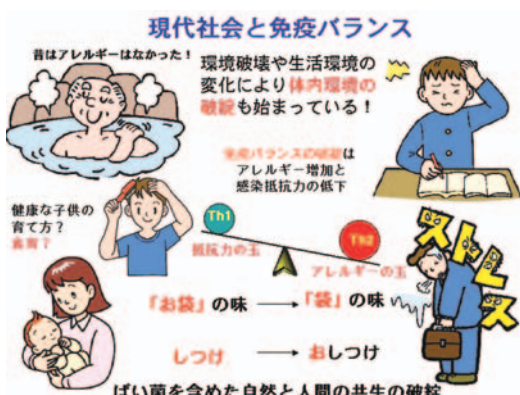 現代社会と免疫バランス
昔はアレルギーはなかった!
環境破壊や生活環境の
変化により体内環境の
破綻も始まっている!
免疫バランスの破綻は
アレルギー増加と
感染抵抗力の低下
健康な子供の
育て方?
Th1
抵抗力の玉
Th2
アレルギーの玉
ストレス
「お袋」の味 → 「袋」の味
しつけ → おしつけ
ばい菌を含めた自然と人間の共生の破綻